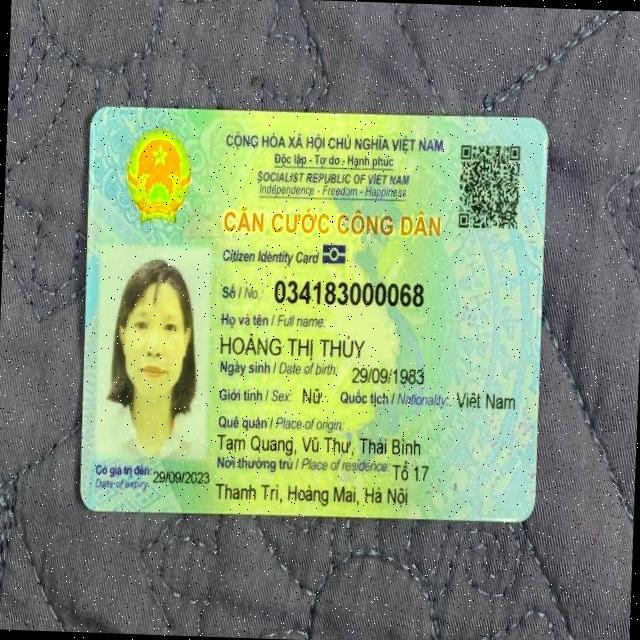 CỘNG HÒA XÃ HỘI CHỦ NGHĨA VIỆT NAM
Độc lập - Tự do - Hạnh phúc
SOCIALIST REPUBLIC OF VIET NAM
Independence - Freedom - Happiness
CĂN CƯỚC CÔNG DÂN
Citizen Identity Card
Số / No.: 034183000068
Họ và tên / Full name:
HOÀNG THỊ THỦY
Ngày sinh / Date of birth: 29/09/1983
Giới tính / Sex: Nữ Quốc tịch / Nationality: Việt Nam
Quê quán / Place of origin:
Tam Quang, Vũ Thư, Thái Bình
Nơi thường trú / Place of residence: Tổ 17
Thanh Trì, Hoàng Mai, Hà Nội
Có giá trị đến: 29/09/2023
Date of expiry: